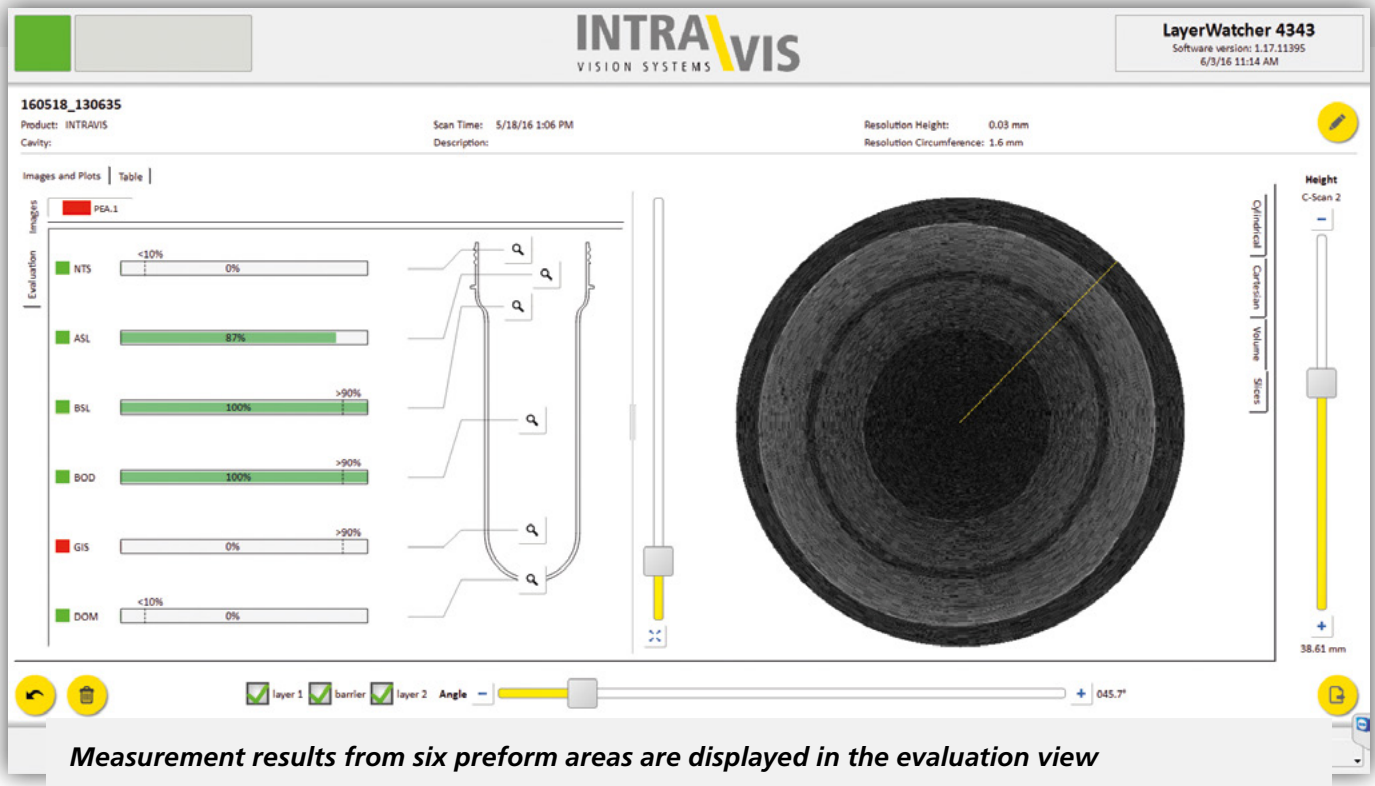 INTRAVIS
VISION SYSTEMS
LayerWatcher 4343
Software version: 1.17.11395
6/3/16 11:14 AM
160518_130635
Product: INTRAVIS
Scan Time: 5/18/16 1:06 PM
Resolution Height: 0.03 mm
Cavity:
Description:
Resolution Circumference: 1.6 mm
Images and Plots
Table
Images
Evaluation
PEA.1
NTS
<10%
0%
ASL
87%
BSL
>90%
100%
BOD
>90%
100%
GIS
>90%
0%
DOM
<10%
0%
Cylindrical
Cartesian
Volume
Slices
Height
C-Scan 2
−
+
38.61 mm
layer 1
barrier
layer 2
Angle
−
+
045.7°
Measurement results from six preform areas are displayed in the evaluation view